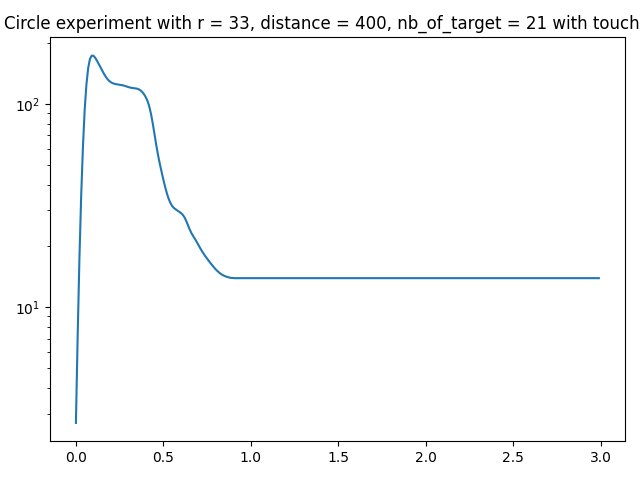 Circle experiment with r = 33, distance = 400, nb_of_target = 21 with touch
10²
10¹
0.0 0.5 1.0 1.5 2.0 2.5 3.0